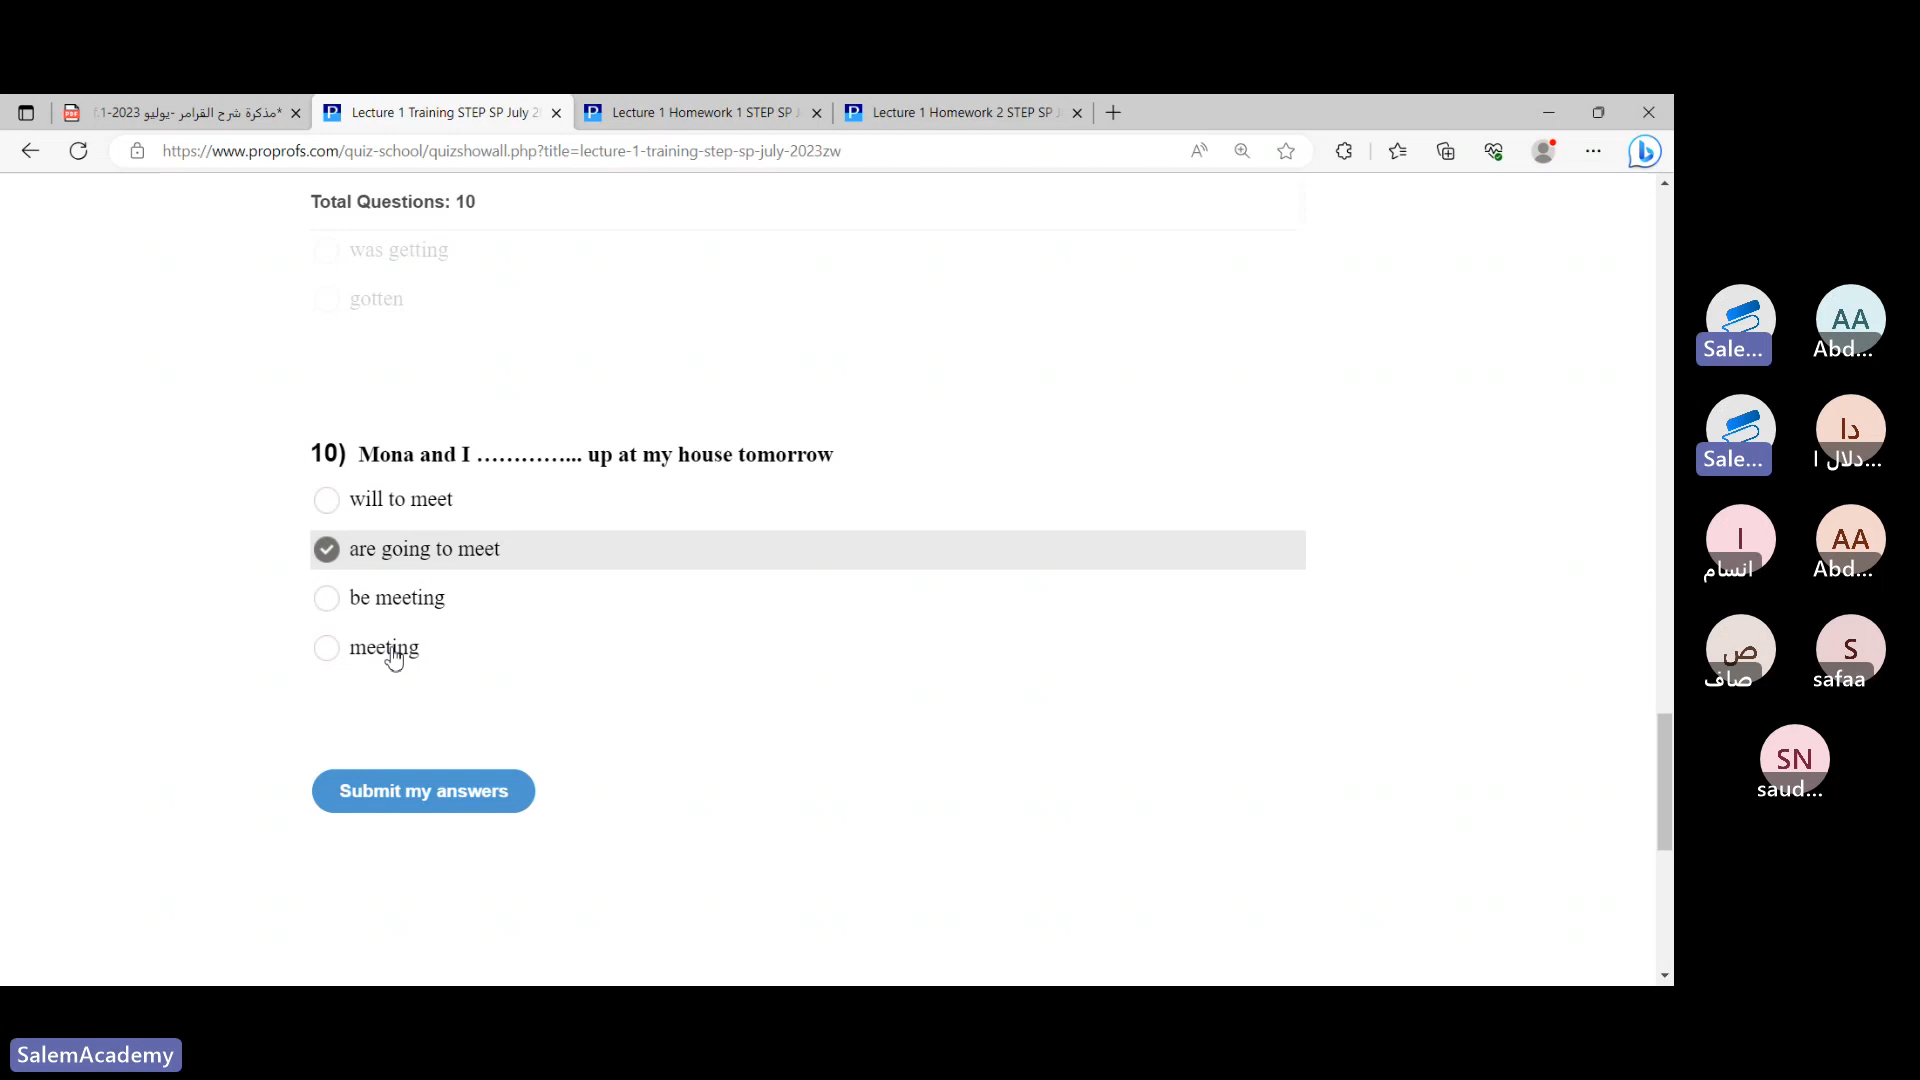 *مذكرة شرح القرامر -يوليو 2023-1.f
Lecture 1 Training STEP SP July 2
Lecture 1 Homework 1 STEP SP J
Lecture 1 Homework 2 STEP SP J
https://www.proprofs.com/quiz-school/quizshowall.php?title=lecture-1-training-step-sp-july-2023zw
Total Questions: 10
was getting
gotten
10) Mona and I ................ up at my house tomorrow
will to meet
are going to meet
be meeting
meeting
Submit my answers
Sale...
AA
Abd...
Sale...
دا
دلال ا...
ا
انسام
AA
Abd...
ص
صاف
S
safaa
SN
saud...
SalemAcademy